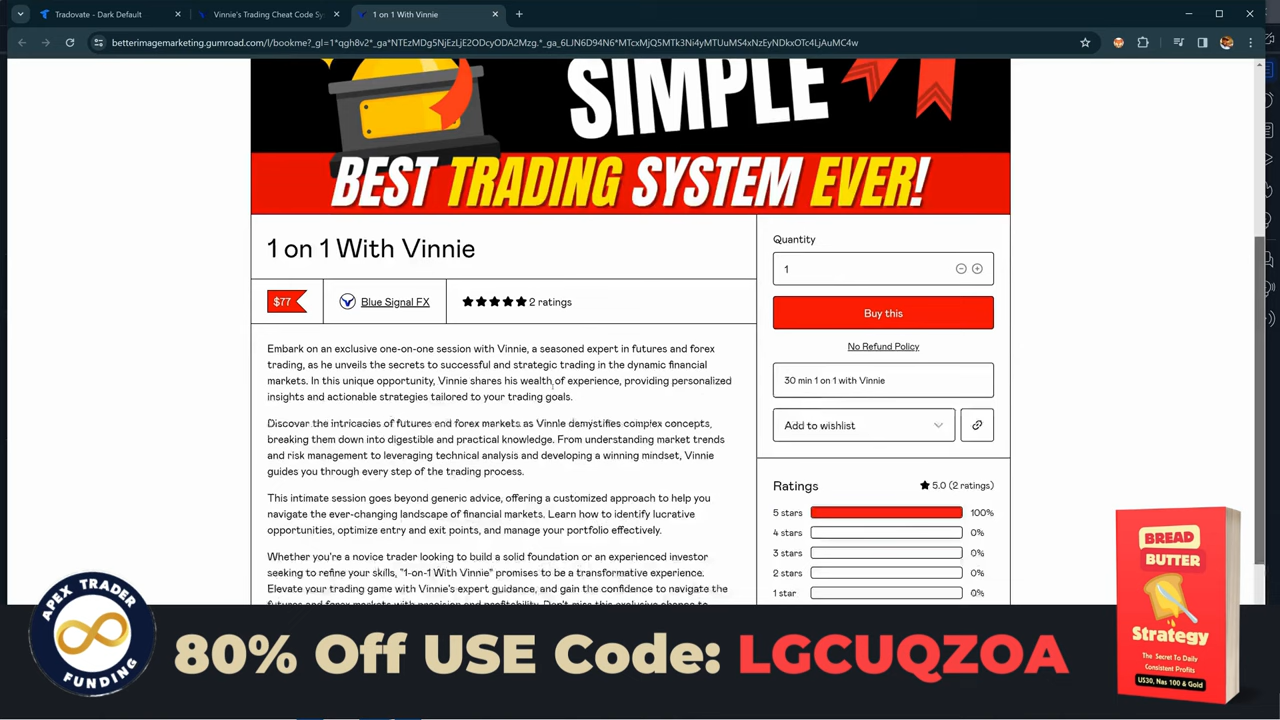 Tradovate - Dark Default
Vinnie's Trading Cheat Code Sy
1 on 1 With Vinnie
betterimagemarketing.gumroad.com/l/bookme?_gl=1*qgh8v2*_ga*NTEzMDg5NjEzLjE2ODcyODA2Mzg.*_ga_6LJN6D94N6*MTcxMjQ5MTk3Ni4yMTUuMS4xNzEyNDkxOTc4LjAuMC4w
SIMPLE
BEST TRADING SYSTEM EVER!
1 on 1 With Vinnie
$77
Blue Signal FX
2 ratings
Embark on an exclusive one-on-one session with Vinnie, a seasoned expert in futures and forex
trading, as he unveils the secrets to successful and strategic trading in the dynamic financial
markets. In this unique opportunity, Vinnie shares his wealth of experience, providing personalized
insights and actionable strategies tailored to your trading goals.
Discover the intricacies of futures and forex markets as Vinnie demystifies complex concepts,
breaking them down into digestible and practical knowledge. From understanding market trends
and risk management to leveraging technical analysis and developing a winning mindset, Vinnie
guides you through every step of the trading process.
This intimate session goes beyond generic advice, offering a customized approach to help you
navigate the ever-changing landscape of financial markets. Learn how to identify lucrative
opportunities, optimize entry and exit points, and manage your portfolio effectively.
Whether you're a novice trader looking to build a solid foundation or an experienced investor
seeking to refine your skills, "1-on-1 With Vinnie" promises to be a transformative experience.
Elevate your trading game with Vinnie's expert guidance, and gain the confidence to navigate the
futures and forex markets with precision and profitability. Don't miss this exclusive chance to
Quantity
1
Buy this
No Refund Policy
30 min 1 on 1 with Vinnie
Add to wishlist
Ratings
5.0 (2 ratings)
5 stars 100%
4 stars 0%
3 stars 0%
2 stars 0%
1 star 0%
APEX TRADER
FUNDING
80% Off USE Code: LGCUQZOA
BREAD
BUTTER
Strategy
The Secret To Daily
Consistent Profits
US30, Nas 100 & Gold